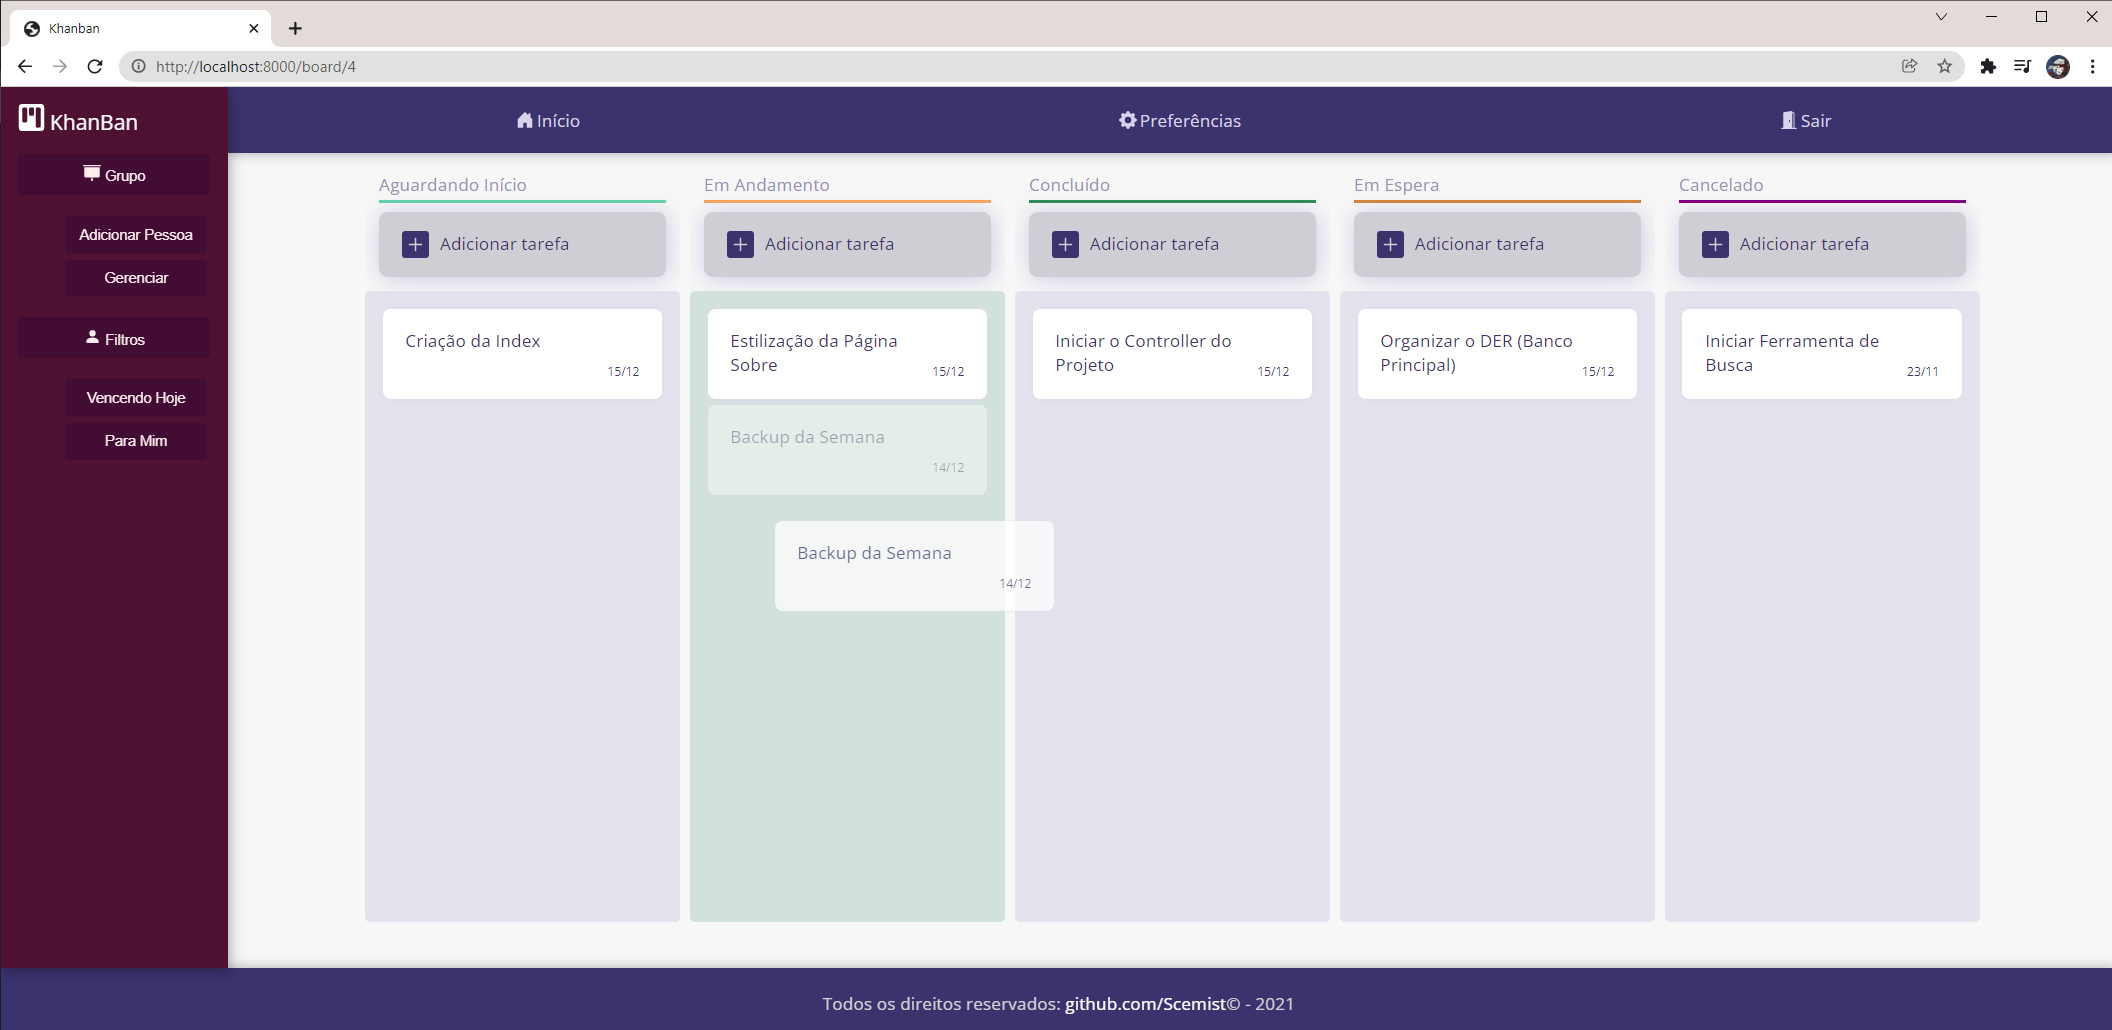 Khanban
http://localhost:8000/board/4
KhanBan
Início
Preferências
Sair
Grupo
Adicionar Pessoa
Gerenciar
Filtros
Vencendo Hoje
Para Mim
Aguardando Início
Adicionar tarefa
Criação da Index
15/12
Em Andamento
Adicionar tarefa
Estilização da Página
Sobre
15/12
Backup da Semana
14/12
Backup da Semana
14/12
Concluído
Adicionar tarefa
Iniciar o Controller do
Projeto
15/12
Em Espera
Adicionar tarefa
Organizar o DER (Banco
Principal)
15/12
Cancelado
Adicionar tarefa
Iniciar Ferramenta de
Busca
23/11
Todos os direitos reservados: github.com/Scemist© - 2021